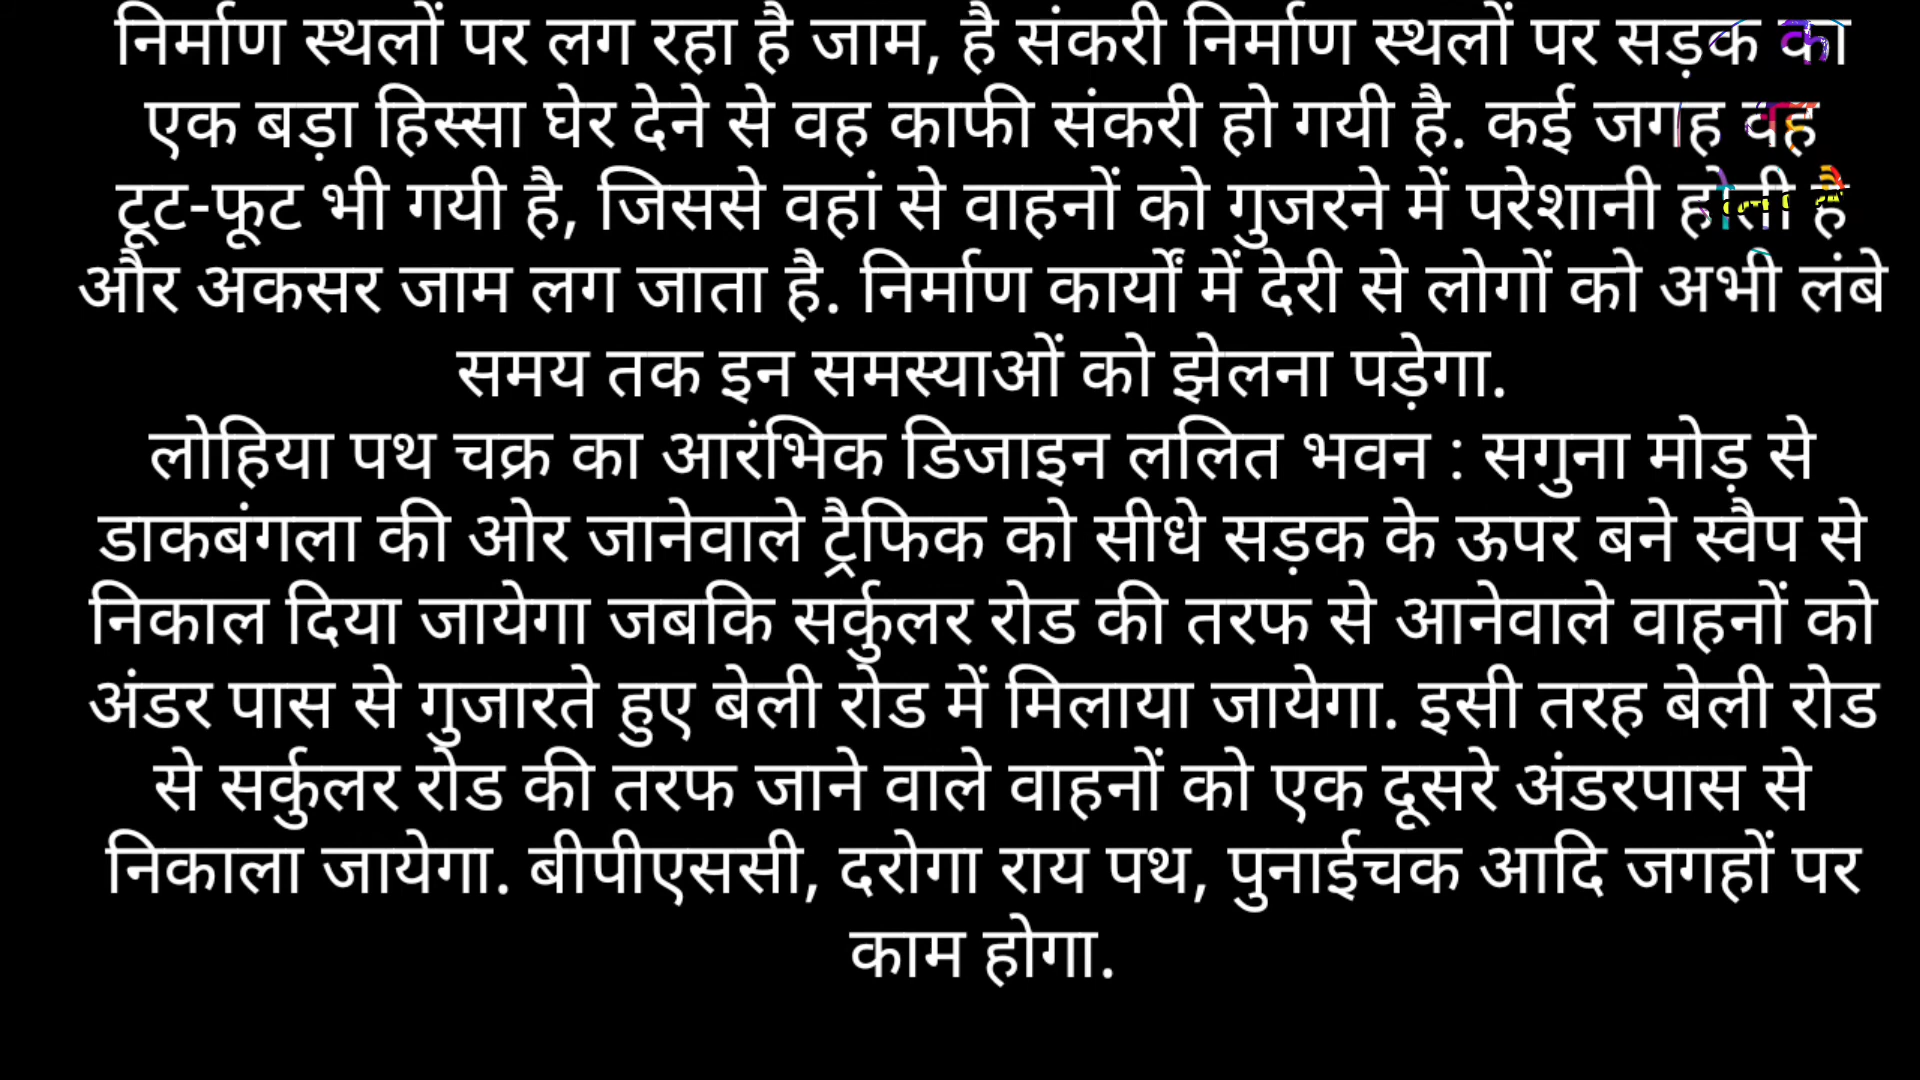 निर्माण स्थलों पर लग रहा है जाम, है संकरी निर्माण स्थलों पर सड़क का
एक बड़ा हिस्सा घेर देने से वह काफी संकरी हो गयी है. कई जगह वह
टूट-फूट भी गयी है, जिससे वहां से वाहनों को गुजरने में परेशानी होती है
और अकसर जाम लग जाता है. निर्माण कार्यों में देरी से लोगों को अभी लंबे
समय तक इन समस्याओं को झेलना पड़ेगा.
लोहिया पथ चक्र का आरंभिक डिजाइन ललित भवन : सगुना मोड़ से
डाकबंगला की ओर जानेवाले ट्रैफिक को सीधे सड़क के ऊपर बने स्वैप से
निकाल दिया जायेगा जबकि सर्कुलर रोड की तरफ से आनेवाले वाहनों को
अंडर पास से गुजारते हुए बेली रोड में मिलाया जायेगा. इसी तरह बेली रोड
से सर्कुलर रोड की तरफ जाने वाले वाहनों को एक दूसरे अंडरपास से
निकाला जायेगा. बीपीएससी, दरोगा राय पथ, पुनाईचक आदि जगहों पर
काम होगा.